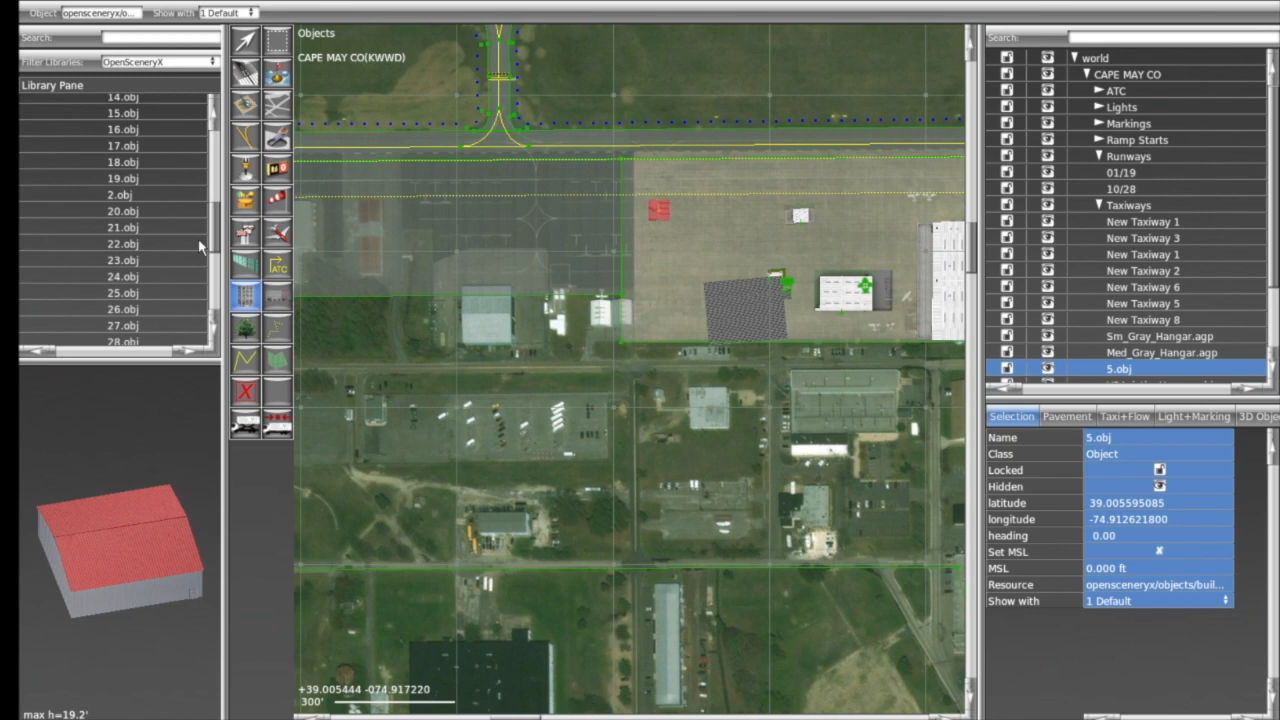 Object openscenery x/o... Show with 1 Default
Search:
Filter Libraries: OpenSceneryX
Library Pane
14.obj
15.obj
16.obj
17.obj
18.obj
19.obj
2.obj
20.obj
21.obj
22.obj
23.obj
24.obj
25.obj
26.obj
27.obj
28.obj
max h=19.2'
ATC
Objects
CAPE MAY CO(KWWD)
+39.005444 -074.917220
300'
Search:
world
CAPE MAY CO
ATC
Lights
Markings
Ramp Starts
Runways
01/19
10/28
Taxiways
New Taxiway 1
New Taxiway 3
New Taxiway 1
New Taxiway 2
New Taxiway 6
New Taxiway 5
New Taxiway 8
Sm_Gray_Hangar.agp
Med_Gray_Hangar.agp
5.obj
Selection Pavement Taxi+Flow Light+Marking 3D Obje
Name 5.obj
Class Object
Locked
Hidden
latitude 39.005595085
longitude -74.912621800
heading 0.00
Set MSL
MSL 0.000 ft
Resource opensceneryx/objects/buil...
Show with 1 Default